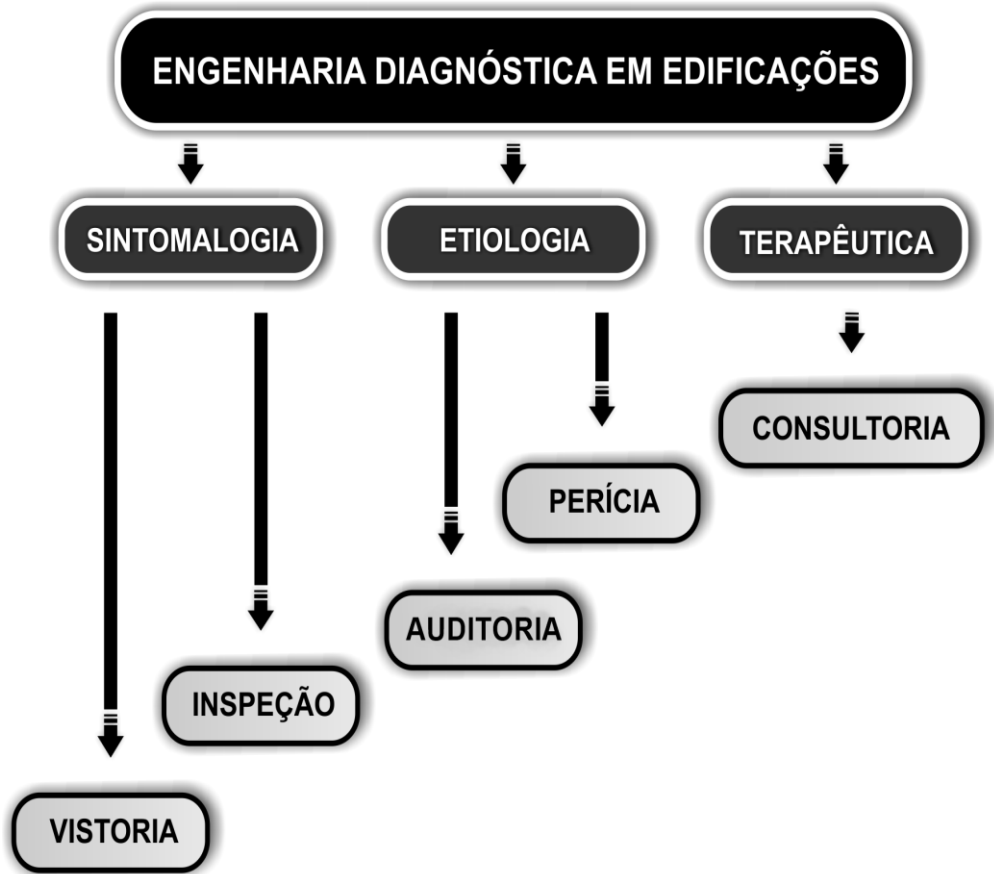 ENGENHARIA DIAGNÓSTICA EM EDIFICAÇÕES
SINTOMALOGIA
ETIOLOGIA
TERAPÊUTICA
CONSULTORIA
PERÍCIA
AUDITORIA
INSPEÇÃO
VISTORIA